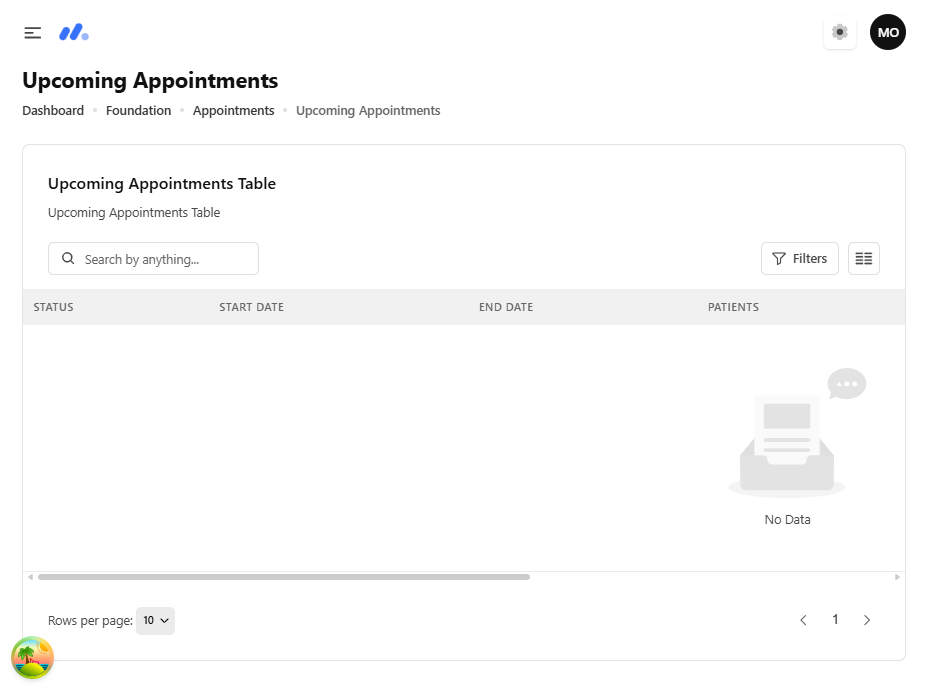 MO
Upcoming Appointments
Dashboard Foundation Appointments Upcoming Appointments
Upcoming Appointments Table
Upcoming Appointments Table
Search by anything...
Filters
STATUS START DATE END DATE PATIENTS
No Data
Rows per page: 10
1